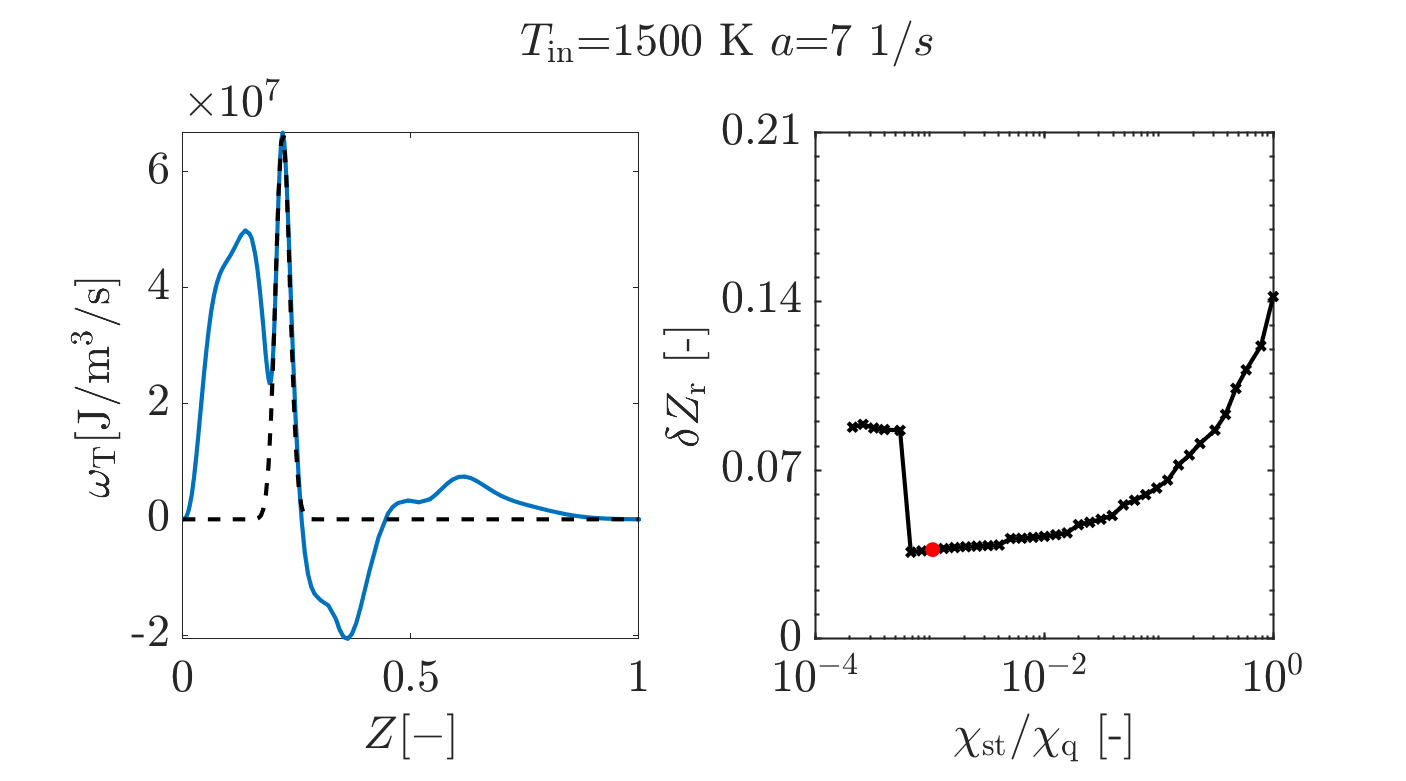 T_in=1500 K a=7 1/s
×10^7
6
4
2
0
-2
0 0.5 1
Z[−]
ω_T[J/m^3/s]
0.21
0.14
0.07
0
10^−4 10^−2 10^0
χ_st/χ_q [-]
δZ_r [-]